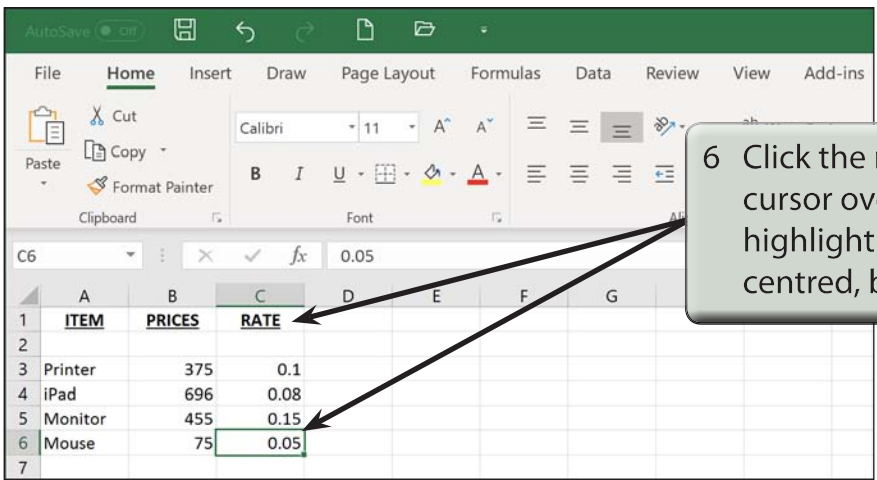 AutoSave Off
File Home Insert Draw Page Layout Formulas Data Review View Add-ins
Cut
Copy
Paste
Format Painter
Calibri 11 A^ A˅
B I U A
Clipboard Font
C6 fx 0.05
A B C D E F G
1 ITEM PRICES RATE
2
3 Printer 375 0.1
4 iPad 696 0.08
5 Monitor 455 0.15
6 Mouse 75 0.05
7
6 Click the
cursor ov
highlight
centred, b